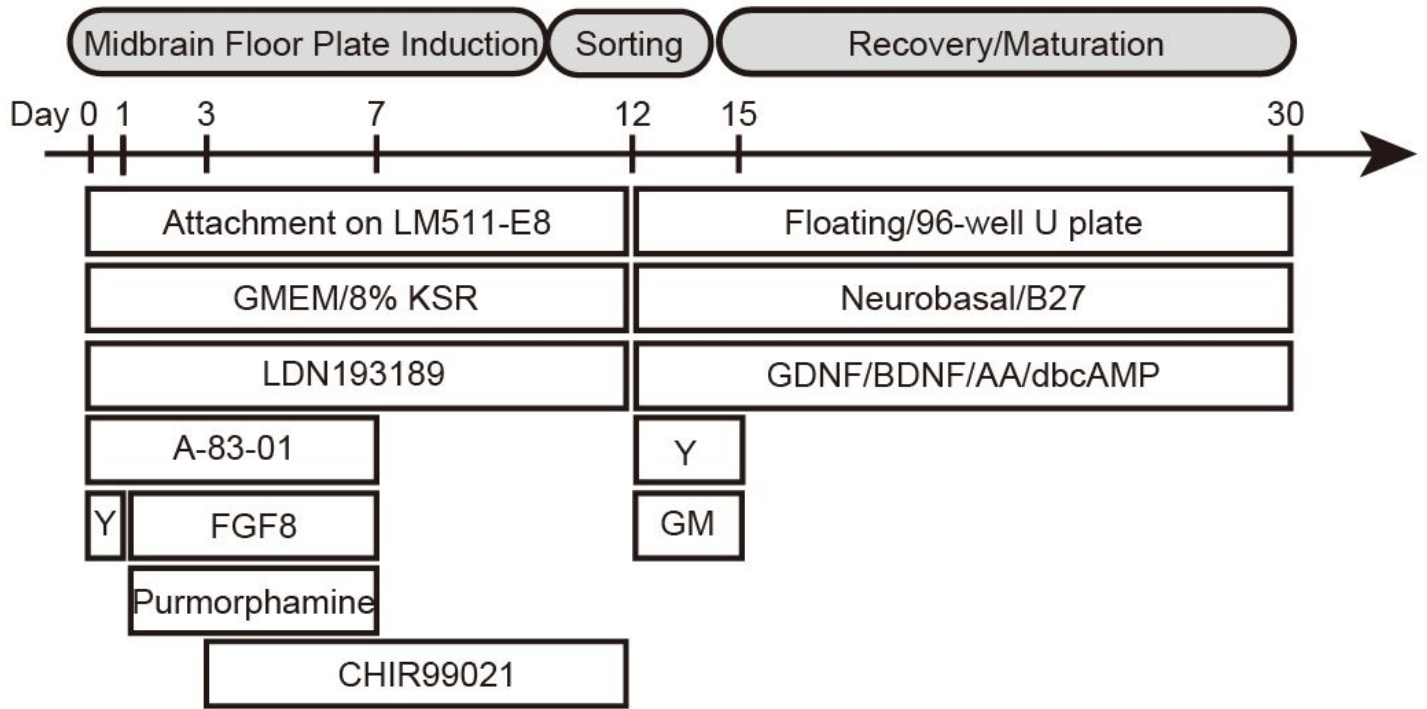 Midbrain Floor Plate Induction Sorting Recovery/Maturation
Day 0 1 3 7 12 15 30
Attachment on LM511-E8 Floating/96-well U plate
GMEM/8% KSR Neurobasal/B27
LDN193189 GDNF/BDNF/AA/dbcAMP
A-83-01 Y
Y FGF8 GM
Purmorphamine
CHIR99021